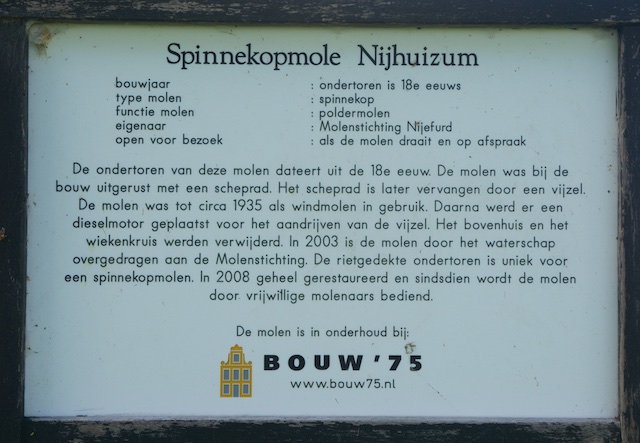 Spinnekopmole Nijhuizum
bouwjaar : ondertoren is 18e eeuws
type molen : spinnekop
functie molen : poldermolen
eigenaar : Molenstichting Nijefurd
open voor bezoek : als de molen draait en op afspraak
De ondertoren van deze molen dateert uit de 18e eeuw. De molen was bij de
bouw uitgerust met een scheprad. Het scheprad is later vervangen door een vijzel.
De molen was tot circa 1935 als windmolen in gebruik. Daarna werd er een
dieselmotor geplaatst voor het aandrijven van de vijzel. Het bovenhuis en het
wiekenkruis werden verwijderd. In 2003 is de molen door het waterschap
overgedragen aan de Molenstichting. De rietgedekte ondertoren is uniek voor
een spinnekopmolen. In 2008 geheel gerestaureerd en sindsdien wordt de molen
door vrijwillige molenaars bediend.
De molen is in onderhoud bij:
BOUW '75
www.bouw75.nl